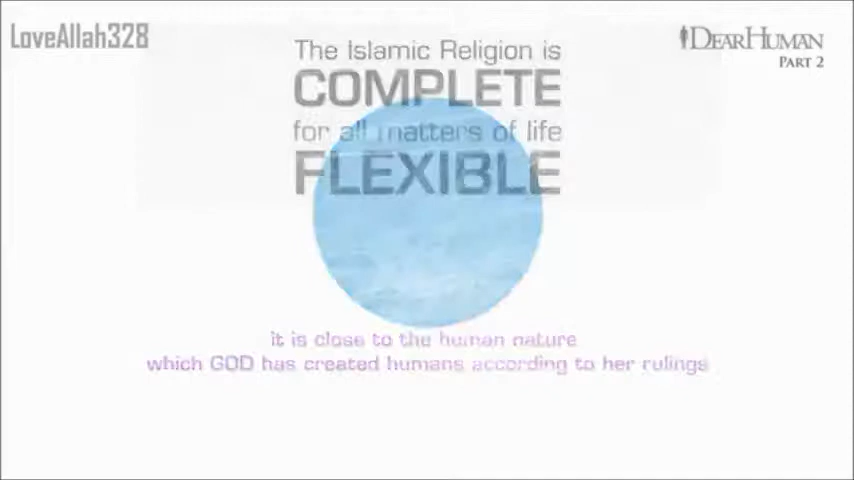 LoveAllah328
DEARHUMAN
PART 2
The Islamic Religion is
COMPLETE
for all matters of life
FLEXIBLE
it is close to the human nature
which GOD has created humans according to her rulings